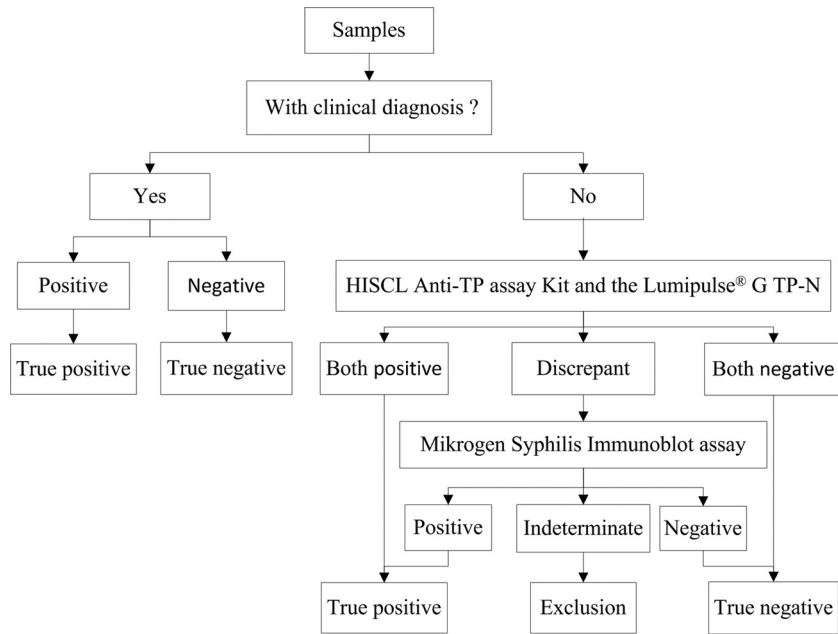 Samples
With clinical diagnosis ?
Yes
No
Positive
Negative
HISCL Anti-TP assay Kit and the Lumipulse® G TP-N
True positive
True negative
Both positive
Discrepant
Both negative
Mikrogen Syphilis Immunoblot assay
Positive
Indeterminate
Negative
True positive
Exclusion
True negative